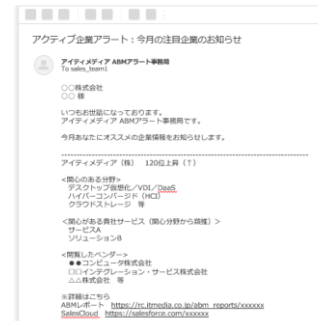 アクティブ企業アラート：今月の注目企業のお知らせ
アイティメディア ABMアラート事務局
To sales_team1
○○株式会社
○○ 様
いつもお世話になっております。
アイティメディア ABMアラート事務局です。
今月あなたにオススメの企業情報をお知らせします。
------------------------------------------------------------
アイティメディア（株） 120位上昇（↑）
<関心のある分野>
デスクトップ仮想化／VDI／DaaS
ハイパーコンバージド（HCI）
クラウドストレージ 等
<関心がある貴社サービス（関心分野から類推）>
サービスA
ソリューションB
<閲覧したベンダー>
●●コンピュータ株式会社
□□インテグレーション・サービス株式会社
△△株式会社 等
※詳細はこちら
ABMレポート https://rc.itmedia.co.jp/abm_reports/xxxxxx
SalesCloud https://salesforce.com/xxxxxx